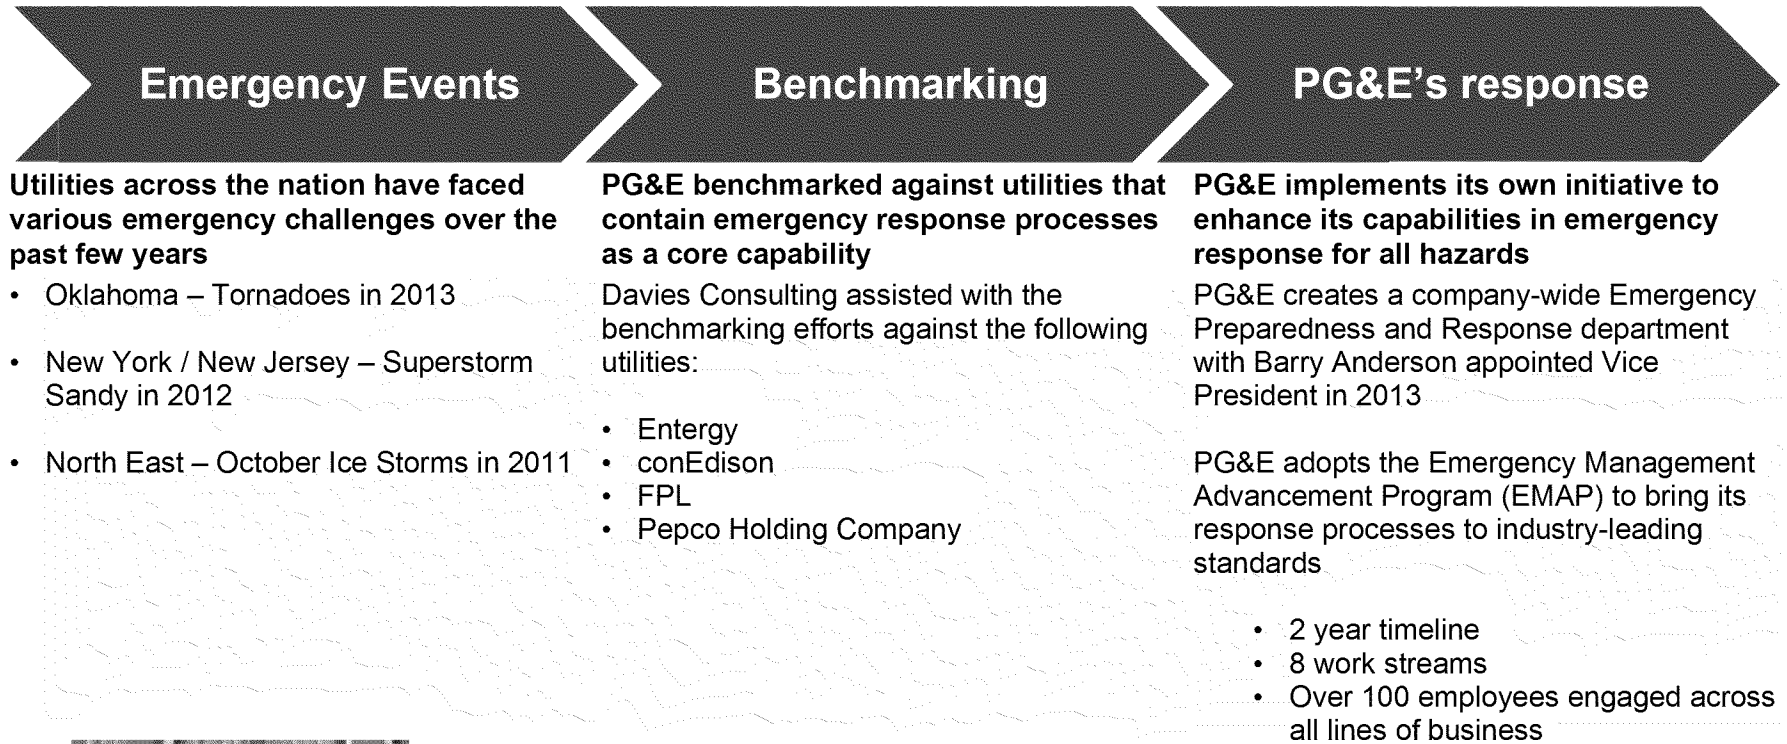 Emergency Events
Benchmarking
PG&E's response
Utilities across the nation have faced
various emergency challenges over the
past few years
• Oklahoma – Tornadoes in 2013
• New York / New Jersey – Superstorm
Sandy in 2012
• North East – October Ice Storms in 2011
PG&E benchmarked against utilities that
contain emergency response processes
as a core capability
Davies Consulting assisted with the
benchmarking efforts against the following
utilities:
• Entergy
• conEdison
• FPL
• Pepco Holding Company
PG&E implements its own initiative to
enhance its capabilities in emergency
response for all hazards
PG&E creates a company-wide Emergency
Preparedness and Response department
with Barry Anderson appointed Vice
President in 2013
PG&E adopts the Emergency Management
Advancement Program (EMAP) to bring its
response processes to industry-leading
standards
• 2 year timeline
• 8 work streams
• Over 100 employees engaged across
all lines of business